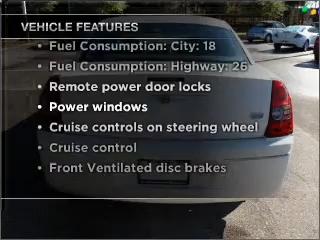 VEHICLE FEATURES
• Fuel Consumption: City: 18
• Fuel Consumption: Highway: 26
• Remote power door locks
• Power windows
• Cruise controls on steering wheel
• Cruise control
• Front Ventilated disc brakes